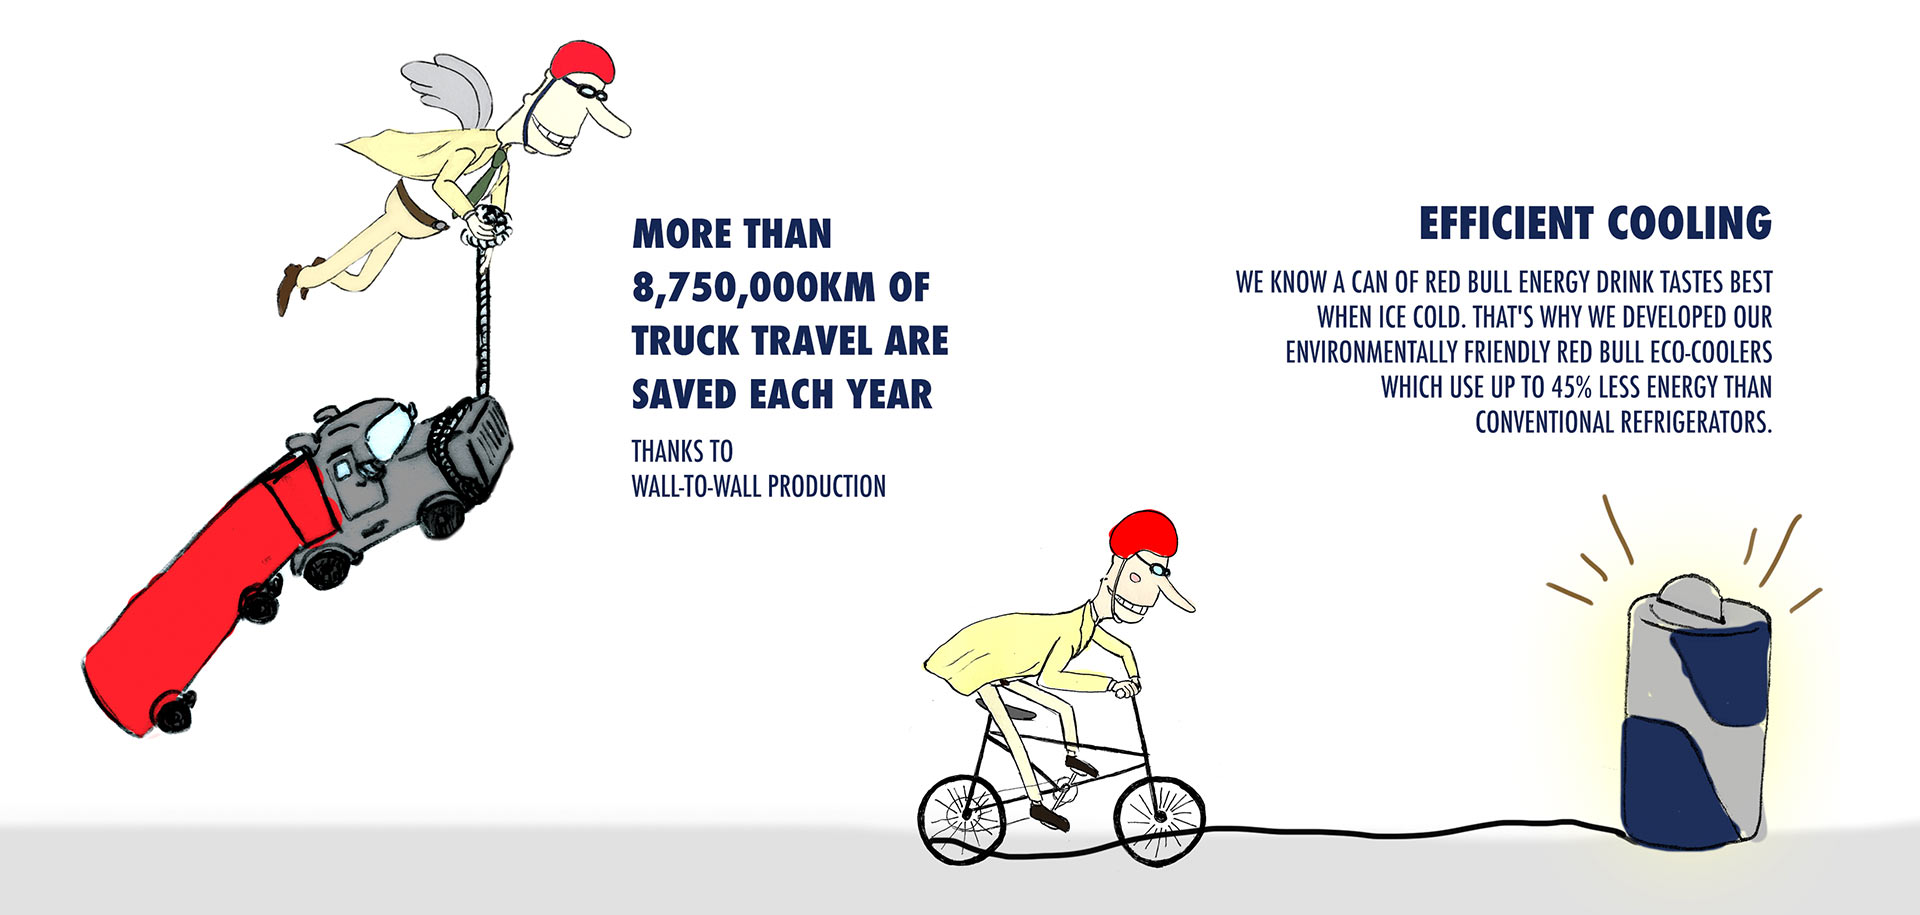 MORE THAN
8,750,000KM OF
TRUCK TRAVEL ARE
SAVED EACH YEAR
THANKS TO
WALL-TO-WALL PRODUCTION
EFFICIENT COOLING
WE KNOW A CAN OF RED BULL ENERGY DRINK TASTES BEST
WHEN ICE COLD. THAT'S WHY WE DEVELOPED OUR
ENVIRONMENTALLY FRIENDLY RED BULL ECO-COOLERS
WHICH USE UP TO 45% LESS ENERGY THAN
CONVENTIONAL REFRIGERATORS.